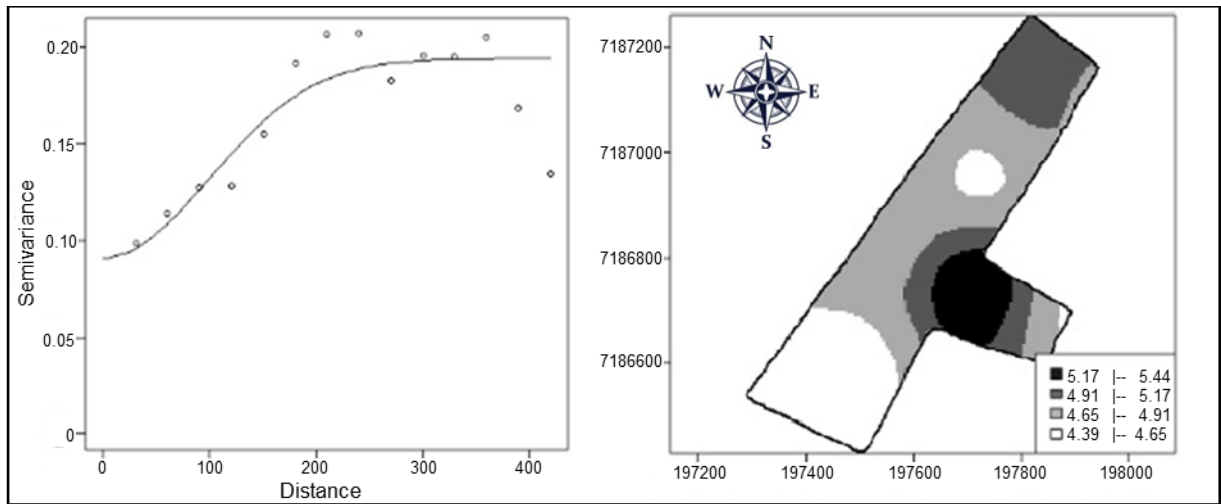 0.20
0.15
0.10
0.05
0
Semivariance
0
100
200
300
400
Distance
N
W
E
S
7187200
7187000
7186800
7186600
197200
197400
197600
197800
198000
5.17 |-- 5.44
4.91 |-- 5.17
4.65 |-- 4.91
4.39 |-- 4.65